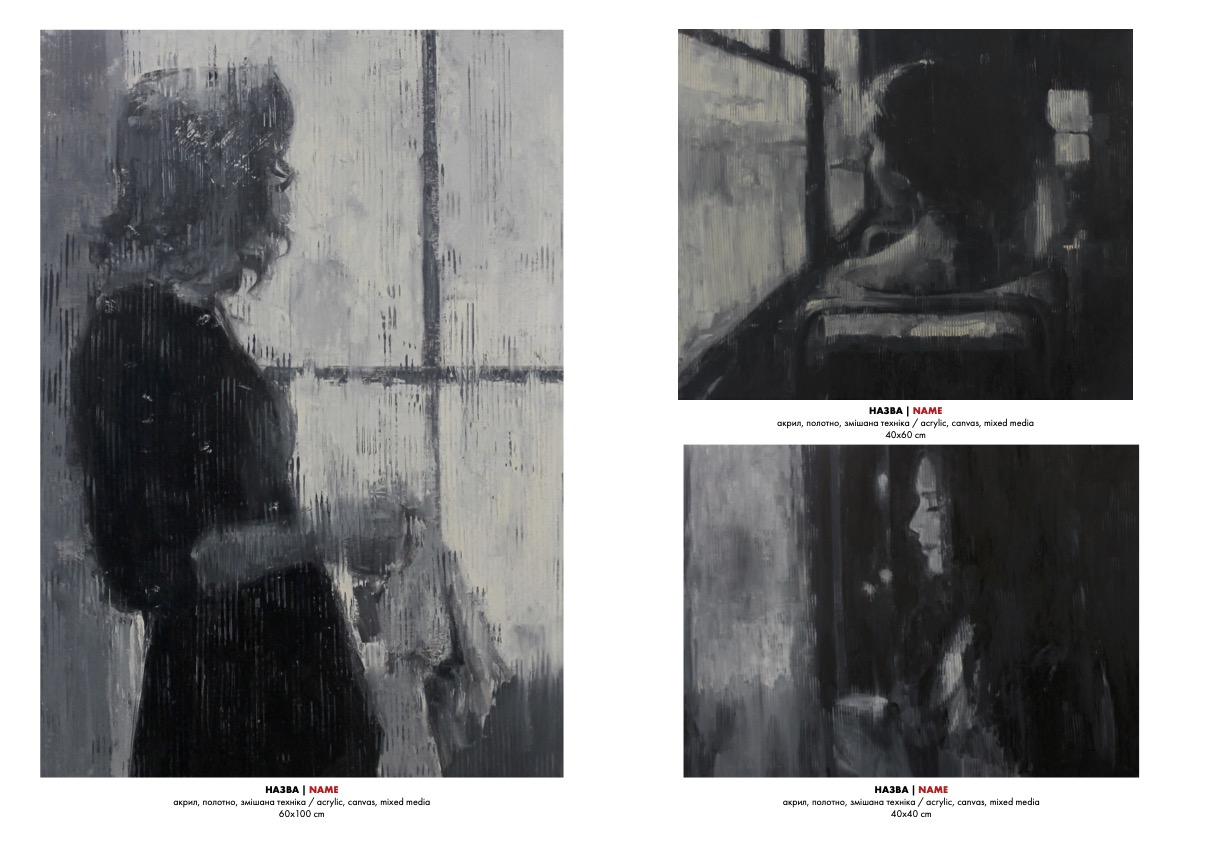 НАЗВА | NAME
акрил, полотно, змішана техніка / acrylic, canvas, mixed media
60x100 cm
НАЗВА | NAME
акрил, полотно, змішана техніка / acrylic, canvas, mixed media
40x60 cm
НАЗВА | NAME
акрил, полотно, змішана техніка / acrylic, canvas, mixed media
40x40 cm